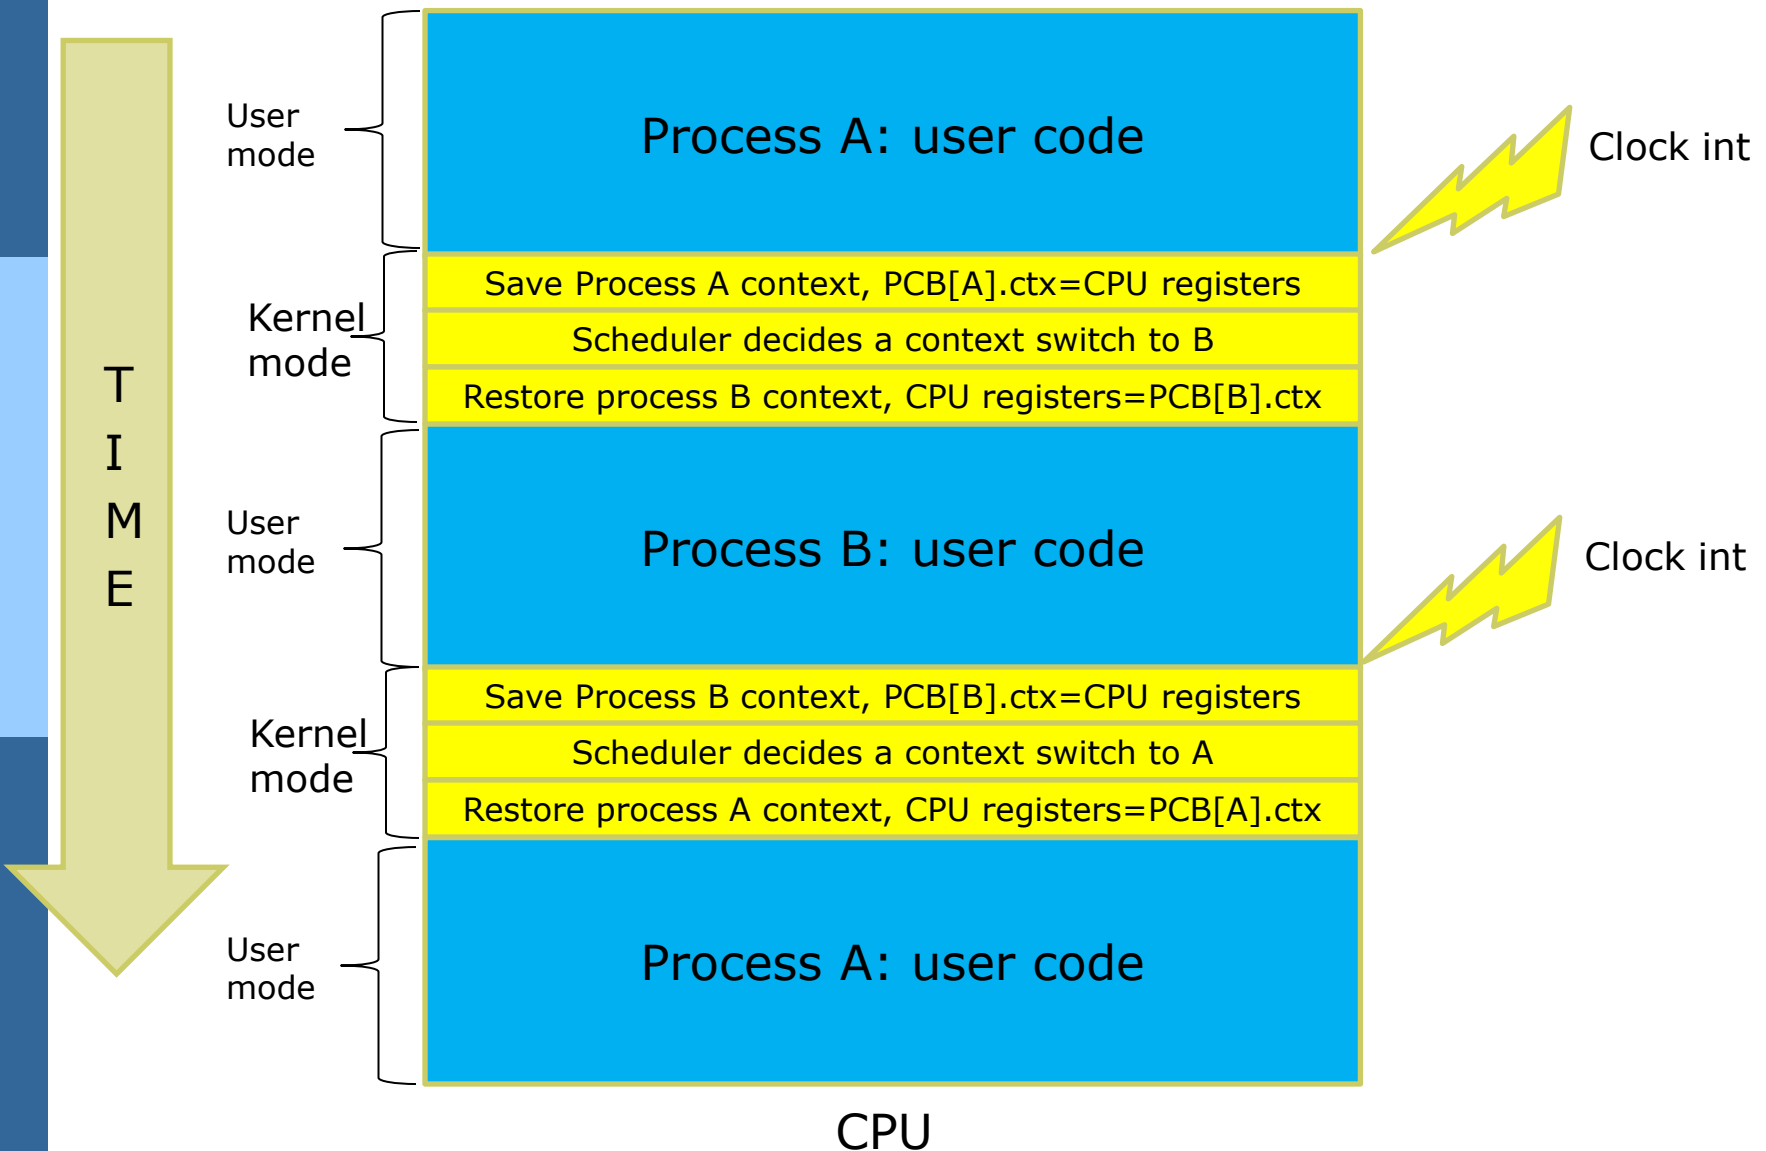 User
mode
Process A: user code
Clock int
Kernel
mode
Save Process A context, PCB[A].ctx=CPU registers
Scheduler decides a context switch to B
Restore process B context, CPU registers=PCB[B].ctx
T
I
M
E
User
mode
Process B: user code
Clock int
Kernel
mode
Save Process B context, PCB[B].ctx=CPU registers
Scheduler decides a context switch to A
Restore process A context, CPU registers=PCB[A].ctx
User
mode
Process A: user code
CPU